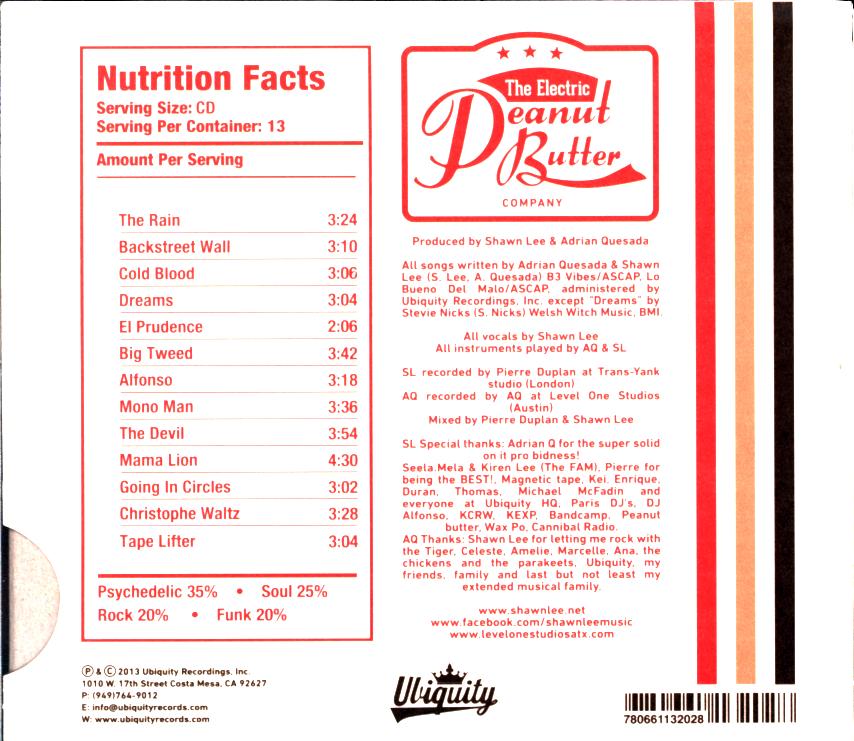 Nutrition Facts
Serving Size: CD
Serving Per Container: 13
Amount Per Serving
The Rain 3:24
Backstreet Wall 3:10
Cold Blood 3:06
Dreams 3:04
El Prudence 2:06
Big Tweed 3:42
Alfonso 3:18
Mono Man 3:36
The Devil 3:54
Mama Lion 4:30
Going In Circles 3:02
Christophe Waltz 3:28
Tape Lifter 3:04
Psychedelic 35% • Soul 25%
Rock 20% • Funk 20%
The Electric
Peanut
Butter
COMPANY
Produced by Shawn Lee & Adrian Quesada
All songs written by Adrian Quesada & Shawn
Lee (S. Lee, A. Quesada) B3 Vibes/ASCAP, Lo
Bueno Del Malo/ASCAP, administered by
Ubiquity Recordings, Inc. except "Dreams" by
Stevie Nicks (S. Nicks) Welsh Witch Music, BMI.
All vocals by Shawn Lee
All instruments played by AQ & SL
SL recorded by Pierre Duplan at Trans-Yank
studio (London)
AQ recorded by AQ at Level One Studios
(Austin)
Mixed by Pierre Duplan & Shawn Lee
SL Special thanks: Adrian Q for the super solid
on it pro bidness!
Seela.Mela & Kiren Lee (The FAM), Pierre for
being the BEST!, Magnetic tape, Kei, Enrique,
Duran, Thomas, Michael McFadin and
everyone at Ubiquity HQ, Paris DJ's, DJ
Alfonso, KCRW, KEXP, Bandcamp, Peanut
butter, Wax Po, Cannibal Radio.
AQ Thanks: Shawn Lee for letting me rock with
the Tiger, Celeste, Amelie, Marcelle, Ana, the
chickens and the parakeets, Ubiquity, my
friends, family and last but not least my
extended musical family.
www.shawnlee.net
www.facebook.com/shawnleemusic
www.levelonestudiosatx.com
Ⓟ & Ⓒ 2013 Ubiquity Recordings, Inc.
1010 W. 17th Street Costa Mesa, CA 92627
P: (949)764-9012
E: info@ubiquityrecords.com
W: www.ubiquityrecords.com
Ubiquity
780661132028